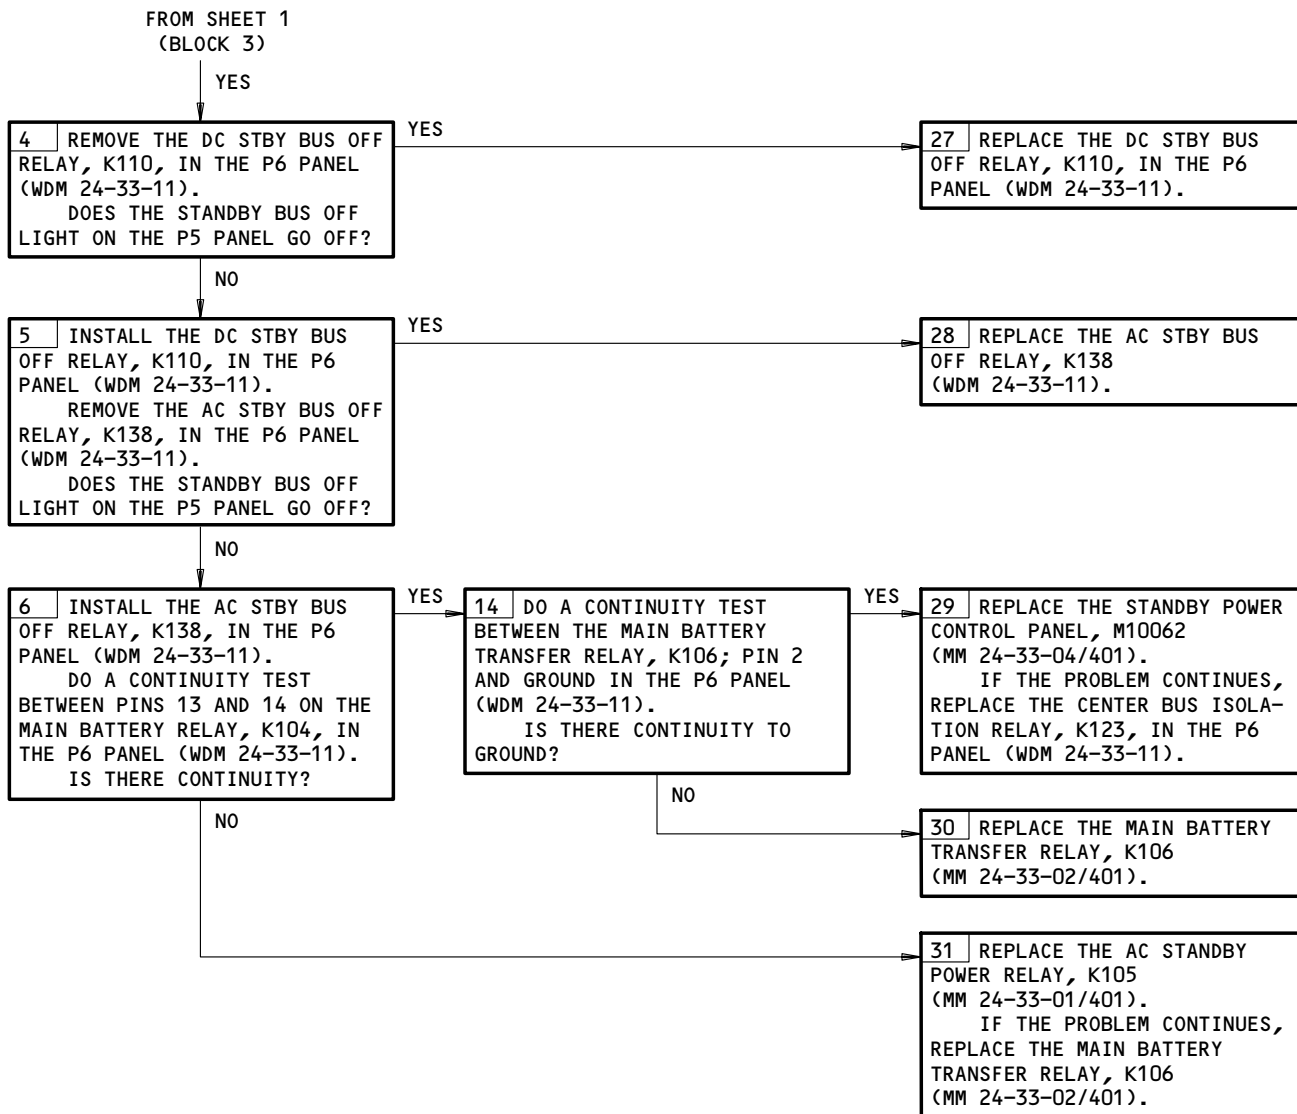 FROM SHEET 1
(BLOCK 3)
YES
4 REMOVE THE DC STBY BUS OFF
RELAY, K110, IN THE P6 PANEL
(WDM 24-33-11).
DOES THE STANDBY BUS OFF
LIGHT ON THE P5 PANEL GO OFF?
YES
27 REPLACE THE DC STBY BUS
OFF RELAY, K110, IN THE P6
PANEL (WDM 24-33-11).
NO
5 INSTALL THE DC STBY BUS
OFF RELAY, K110, IN THE P6
PANEL (WDM 24-33-11).
REMOVE THE AC STBY BUS OFF
RELAY, K138, IN THE P6 PANEL
(WDM 24-33-11).
DOES THE STANDBY BUS OFF
LIGHT ON THE P5 PANEL GO OFF?
YES
28 REPLACE THE AC STBY BUS
OFF RELAY, K138
(WDM 24-33-11).
NO
6 INSTALL THE AC STBY BUS
OFF RELAY, K138, IN THE P6
PANEL (WDM 24-33-11).
DO A CONTINUITY TEST
BETWEEN PINS 13 AND 14 ON THE
MAIN BATTERY RELAY, K104, IN
THE P6 PANEL (WDM 24-33-11).
IS THERE CONTINUITY?
YES
14 DO A CONTINUITY TEST
BETWEEN THE MAIN BATTERY
TRANSFER RELAY, K106; PIN 2
AND GROUND IN THE P6 PANEL
(WDM 24-33-11).
IS THERE CONTINUITY TO
GROUND?
YES
29 REPLACE THE STANDBY POWER
CONTROL PANEL, M10062
(MM 24-33-04/401).
IF THE PROBLEM CONTINUES,
REPLACE THE CENTER BUS ISOLA-
TION RELAY, K123, IN THE P6
PANEL (WDM 24-33-11).
NO
30 REPLACE THE MAIN BATTERY
TRANSFER RELAY, K106
(MM 24-33-02/401).
NO
31 REPLACE THE AC STANDBY
POWER RELAY, K105
(MM 24-33-01/401).
IF THE PROBLEM CONTINUES,
REPLACE THE MAIN BATTERY
TRANSFER RELAY, K106
(MM 24-33-02/401).